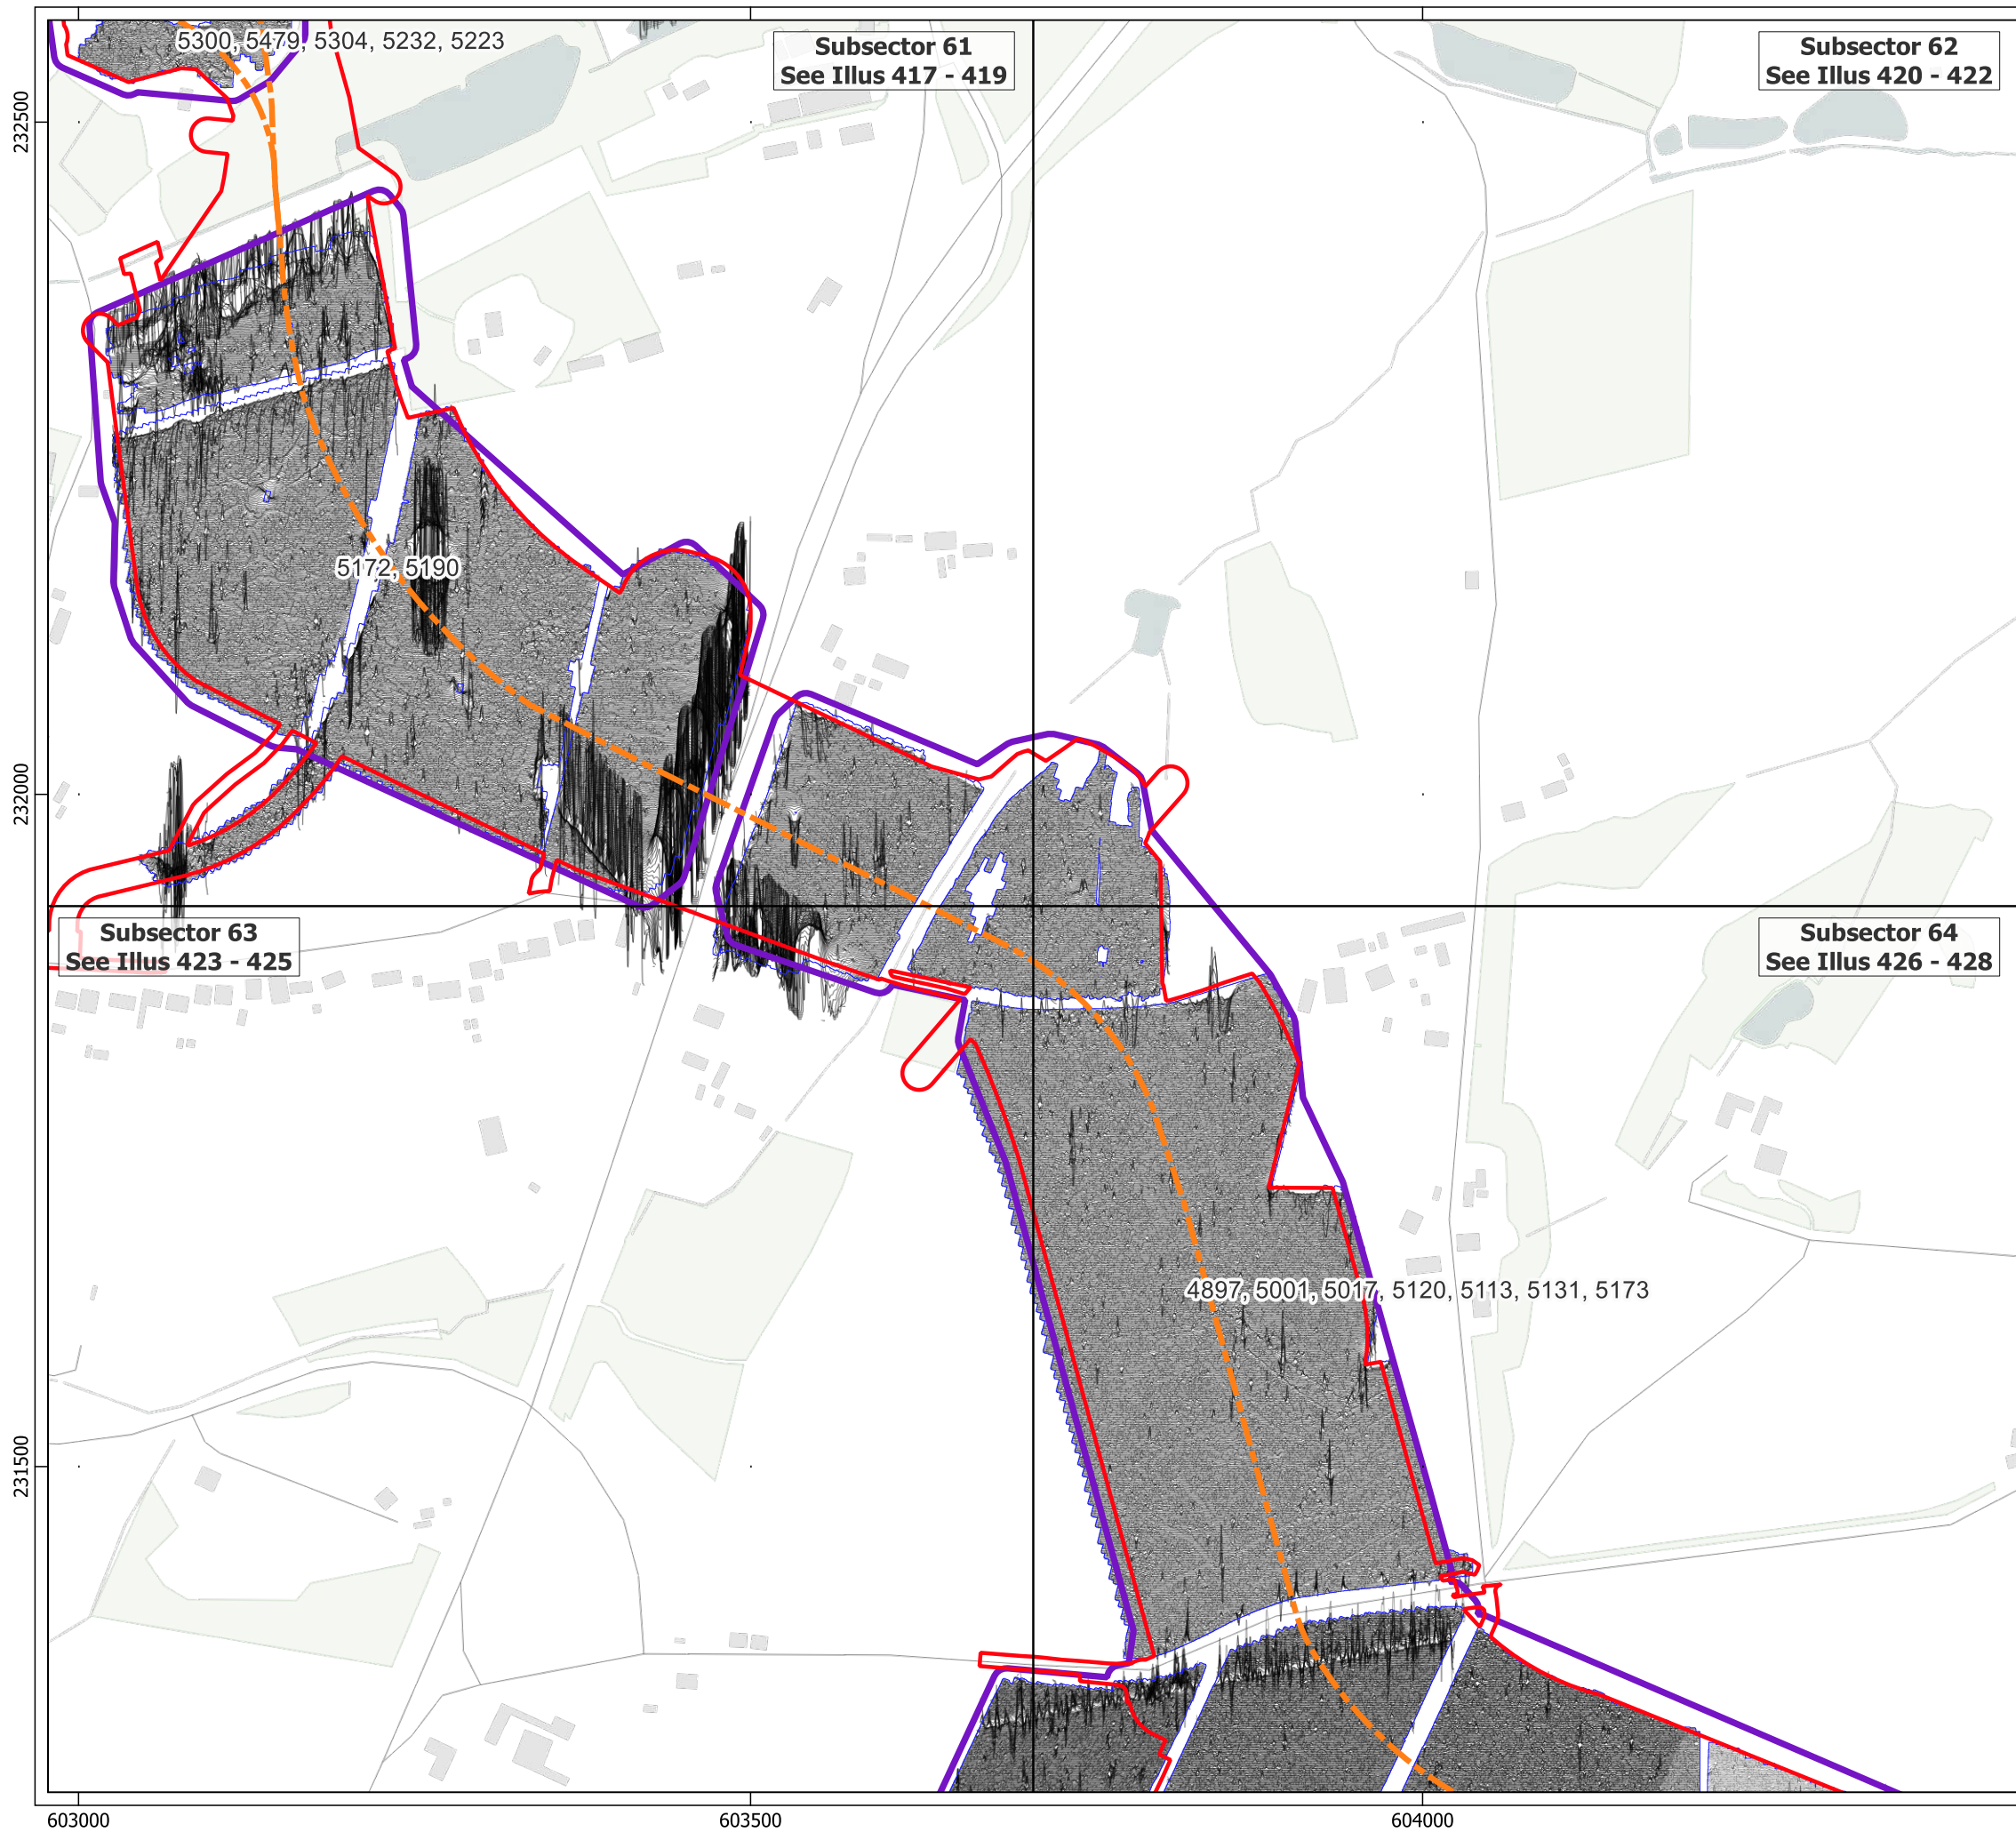 5300, 5479, 5304, 5232, 5223
Subsector 61
See Illus 417 - 419
Subsector 62
See Illus 420 - 422
232500
5172, 5190
232000
Subsector 63
See Illus 423 - 425
Subsector 64
See Illus 426 - 428
4897, 5001, 5017, 5120, 5113, 5131, 5173
231500
603000
603500
604000